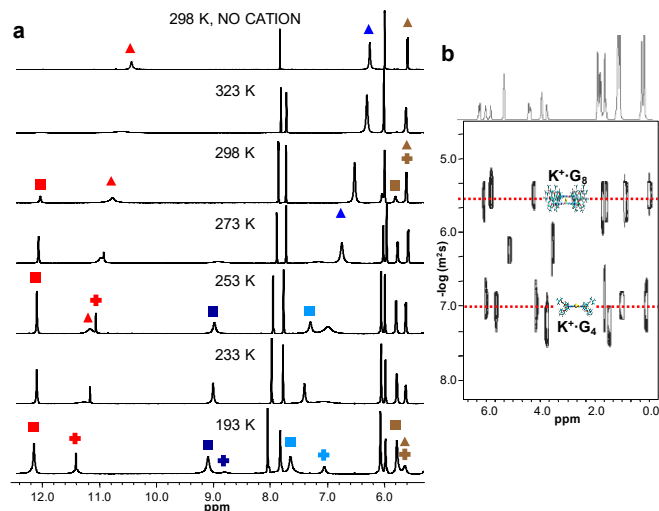 a
298 K, NO CATION
323 K
298 K
273 K
253 K
233 K
193 K
12.0 11.0 10.0 9.0 8.0 7.0 6.0
ppm
b
5.0
6.0
7.0
8.0
-log (m²s)
K⁺·G₈
K⁺·G₄
6.0 4.0 2.0 0.0
ppm